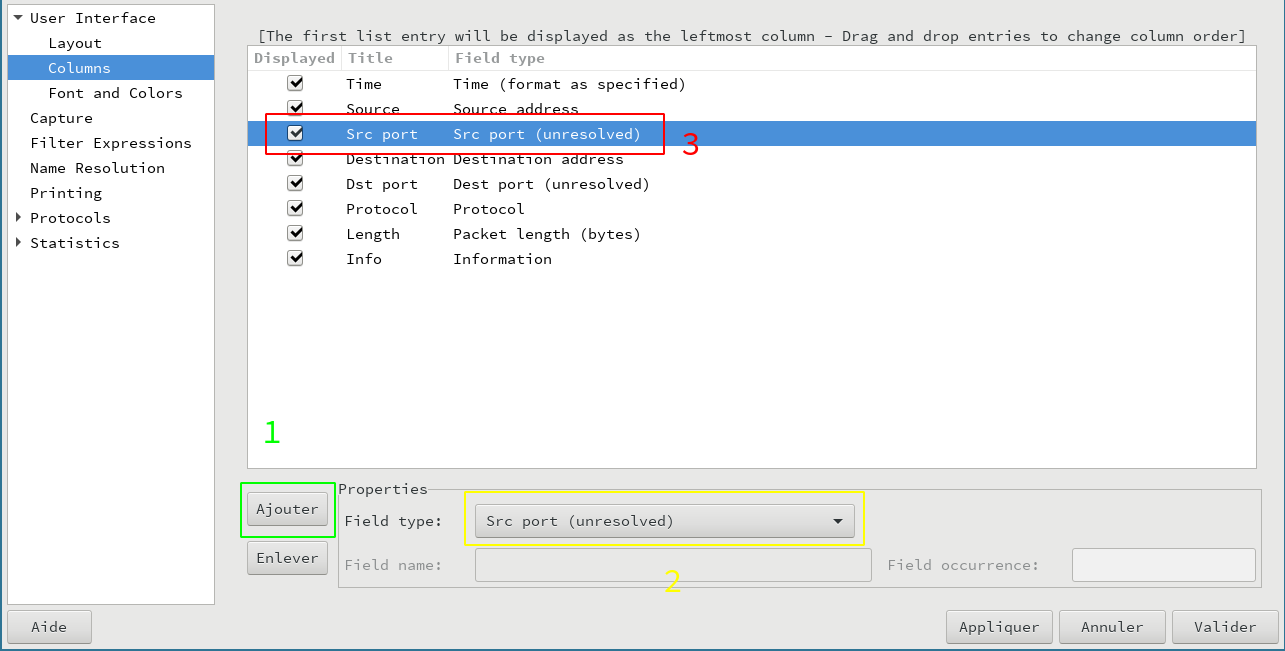 User Interface
Layout
Columns
Font and Colors
Capture
Filter Expressions
Name Resolution
Printing
Protocols
Statistics
[The first list entry will be displayed as the leftmost column - Drag and drop entries to change column order]
Displayed Title Field type
Time Time (format as specified)
Source Source address
Src port Src port (unresolved)
3
Destination Destination address
Dst port Dest port (unresolved)
Protocol Protocol
Length Packet length (bytes)
Info Information
1
Ajouter
Enlever
Properties
Field type: Src port (unresolved)
Field name: Field occurrence:
2
Aide
Appliquer Annuler Valider